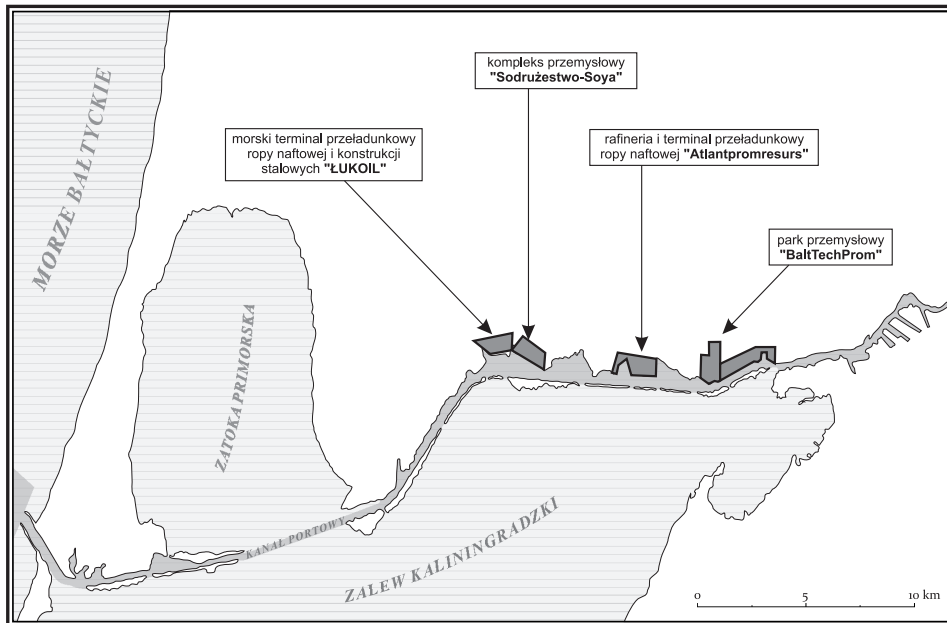 kompleks przemysłowy
"Sodrużestwo-Soya"
morski terminal przeładunkowy
ropy naftowej i konstrukcji
stalowych "ŁUKOIL"
rafineria i terminal przeładunkowy
ropy naftowej "Atlantpromresurs"
park przemysłowy
"BaltTechProm"
MORZE BAŁTYCKIE
ZATOKA PRIMORSKA
KANAŁ PORTOWY
ZALEW KALININGRADZKI
0 5 10 km